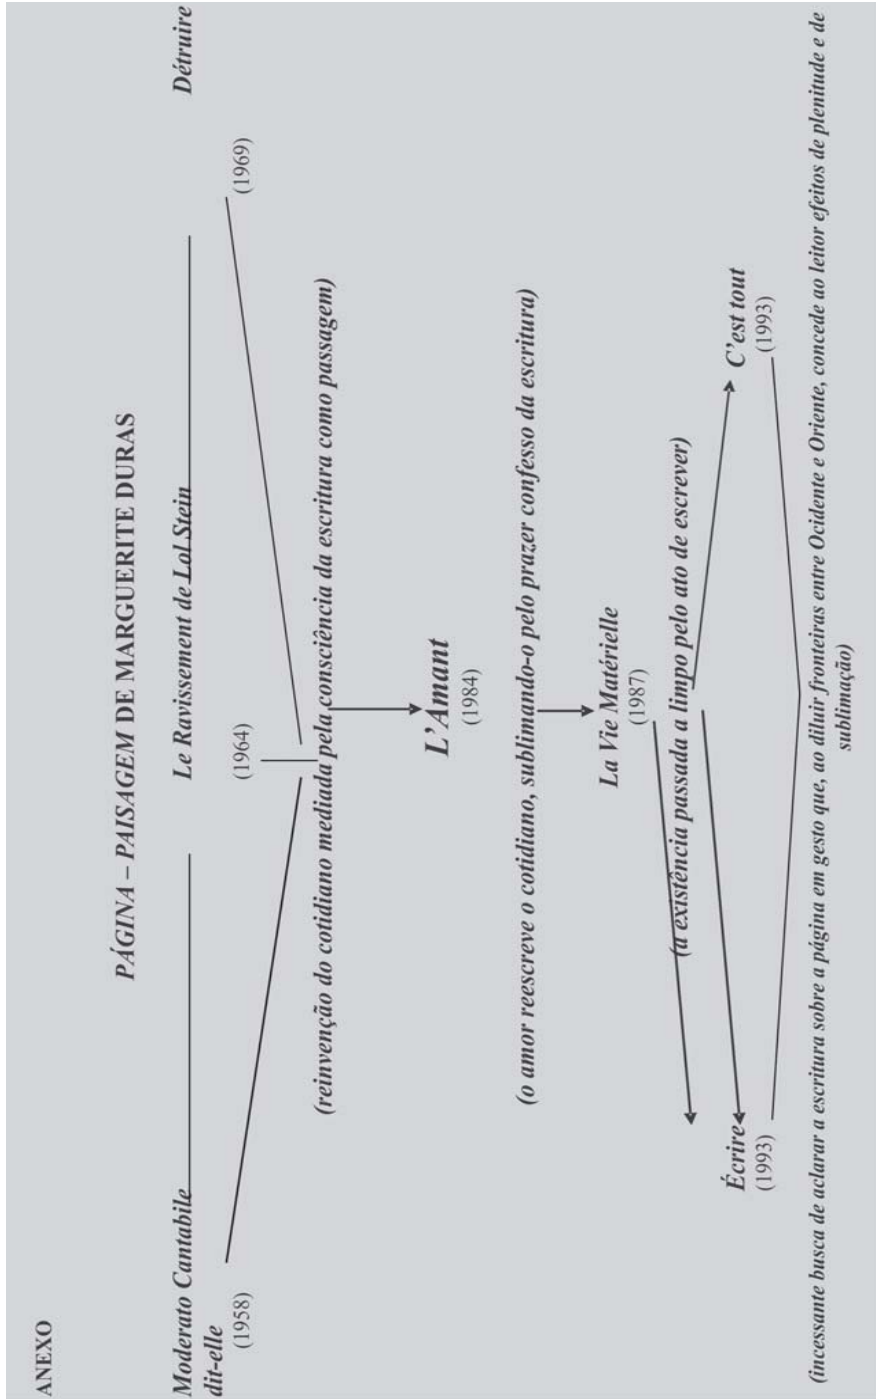 ANEXO
PÁGINA – PAISAGEM DE MARGUERITE DURAS
Moderato Cantabile Le Ravissement de Lol Stein Détruire
dit-elle
(1958) (1964) (1969)
(reinvenção do cotidiano mediada pela consciência da escritura como passagem)
L’Amant
(1984)
(o amor reescreve o cotidiano, sublimando-o pelo prazer confesso da escritura)
La Vie Matérielle
(1987)
(a existência passada a limpo pelo ato de escrever)
Écrire C’est tout
(1993) (1993)
(incessante busca de aclarar a escritura sobre a página em gesto que, ao diluir fronteiras entre Ocidente e Oriente, concede ao leitor efeitos de plenitude e de
sublimação)